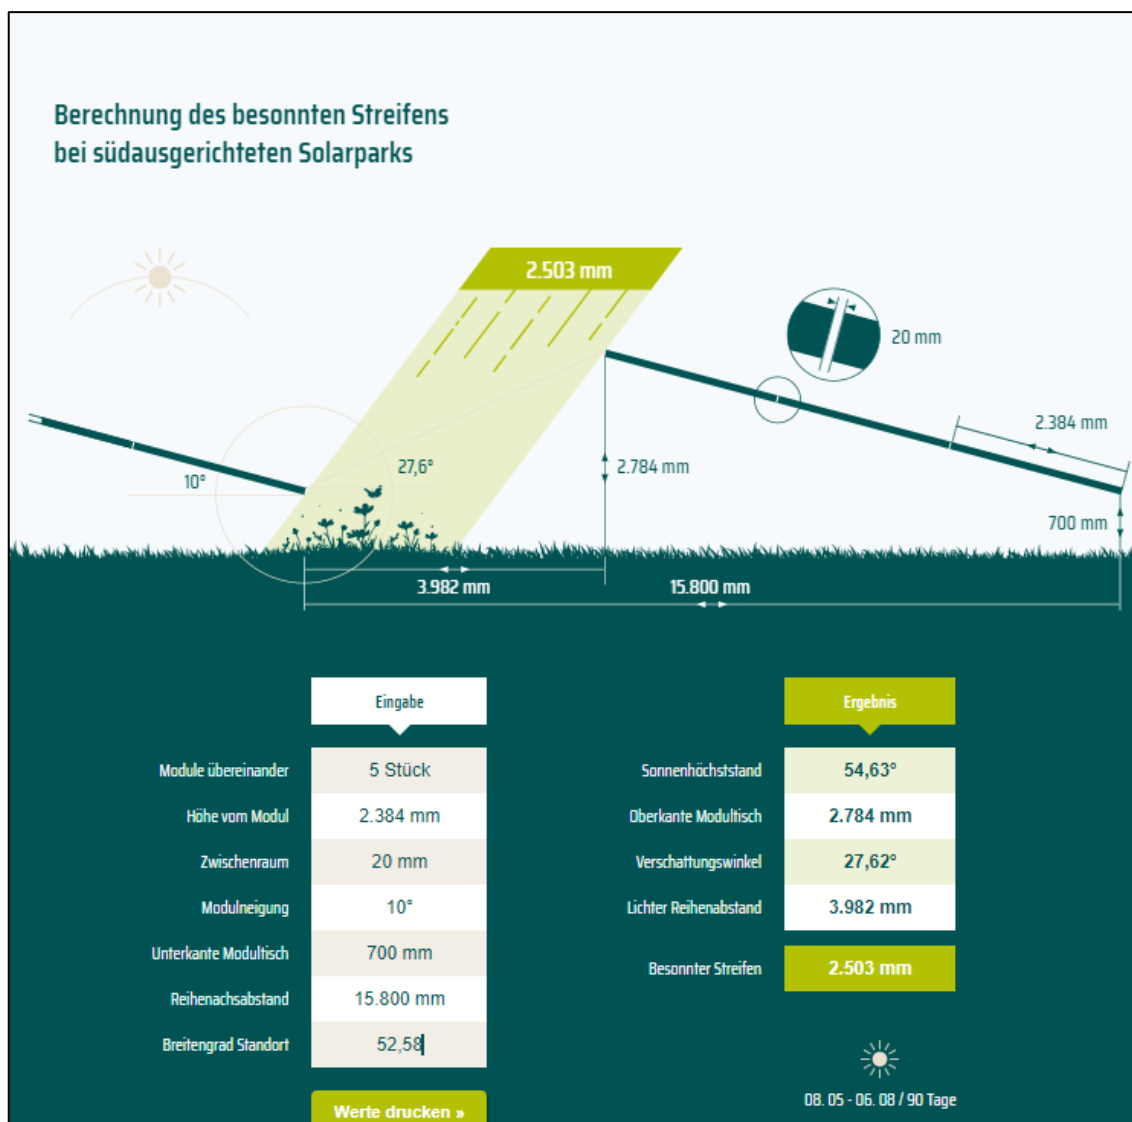 Berechnung des besonnten Streifens
bei südausgerichteten Solarparks
2.503 mm
20 mm
2.384 mm
27,6°
10°
2.784 mm
700 mm
3.982 mm
15.800 mm
Eingabe
Module übereinander 5 Stück
Höhe vom Modul 2.384 mm
Zwischenraum 20 mm
Modulneigung 10°
Unterkante Modultisch 700 mm
Reihenachsabstand 15.800 mm
Breitengrad Standort 52,58
Werte drucken »
Ergebnis
Sonnenhöchststand 54,63°
Oberkante Modultisch 2.784 mm
Verschattungswinkel 27,62°
Lichter Reihenabstand 3.982 mm
Besonnter Streifen 2.503 mm
08. 05 - 06. 08 / 90 Tage